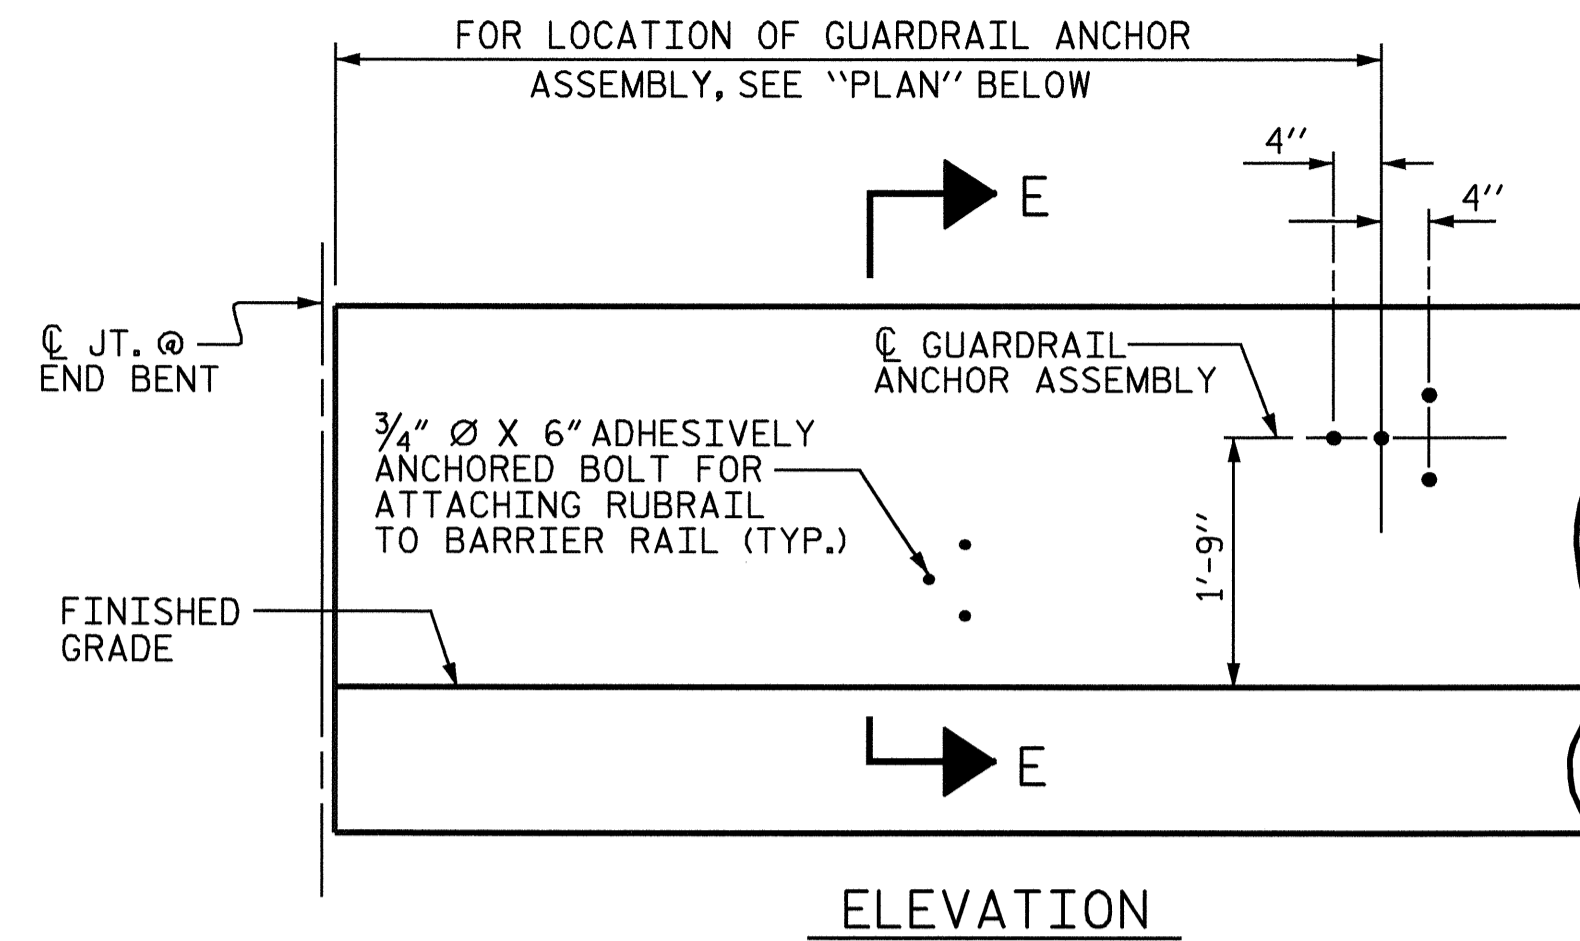 FOR LOCATION OF GUARDRAIL ANCHOR
ASSEMBLY, SEE ‶PLAN″ BELOW
4″
4″
E
℄ JT. @
END BENT
℄ GUARDRAIL
ANCHOR ASSEMBLY
3/4″ Ø X 6″ ADHESIVELY
ANCHORED BOLT FOR
ATTACHING RUBRAIL
TO BARRIER RAIL (TYP.)
1′-9″
FINISHED
GRADE
E
ELEVATION